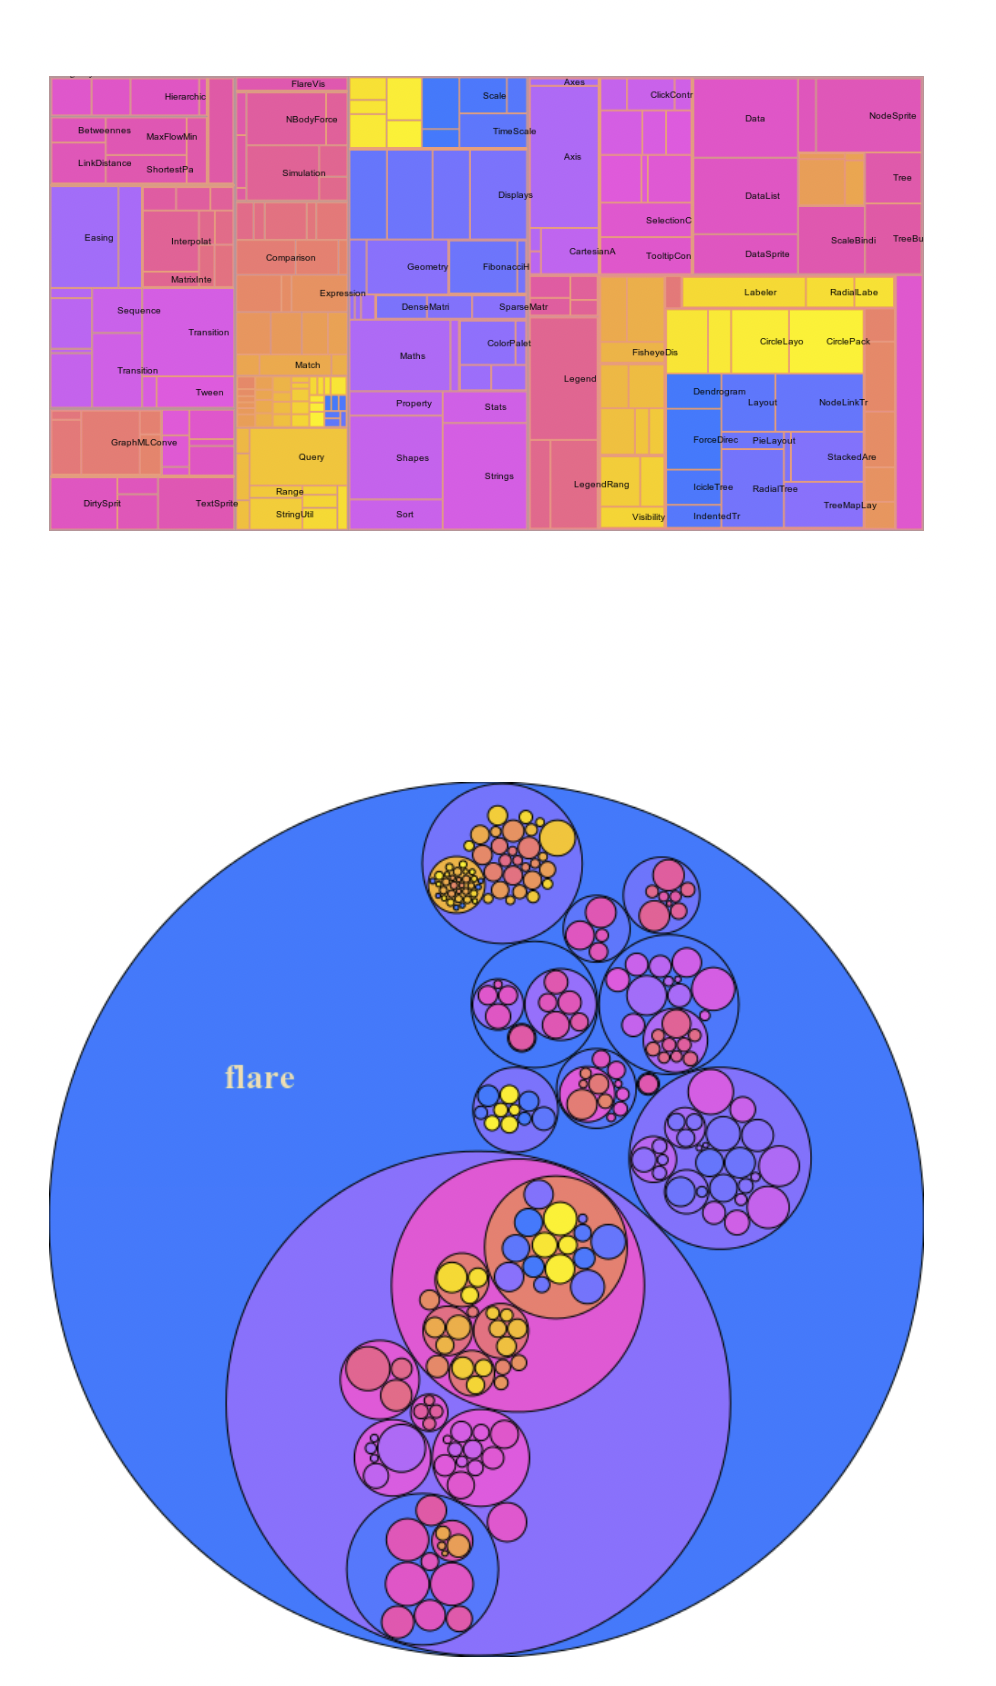 Hierarchic
Betweennes
MaxFlowMin
LinkDistance
ShortestPa
FlareVis
NBodyForce
Simulation
Scale
TimeScale
Displays
Axes
Axis
CartesianA
ClickContr
SelectionC
TooltipCon
Data
DataList
DataSprite
NodeSprite
Tree
ScaleBindi
TreeBu
Easing
Interpolat
MatrixInte
Sequence
Transition
Transition
Tween
GraphMLConve
DirtySprit
TextSprite
Comparison
Expression
Match
Query
Range
StringUtil
Geometry
FibonacciH
DenseMatri
SparseMatr
Maths
ColorPalet
Property
Stats
Shapes
Strings
Sort
Legend
LegendRang
FisheyeDis
Visibility
Labeler
RadialLabe
CircleLayo
CirclePack
Dendrogram
Layout
NodeLinkTr
ForceDirec
PieLayout
StackedAre
IcicleTree
RadialTree
IndentedTr
TreeMapLay
flare